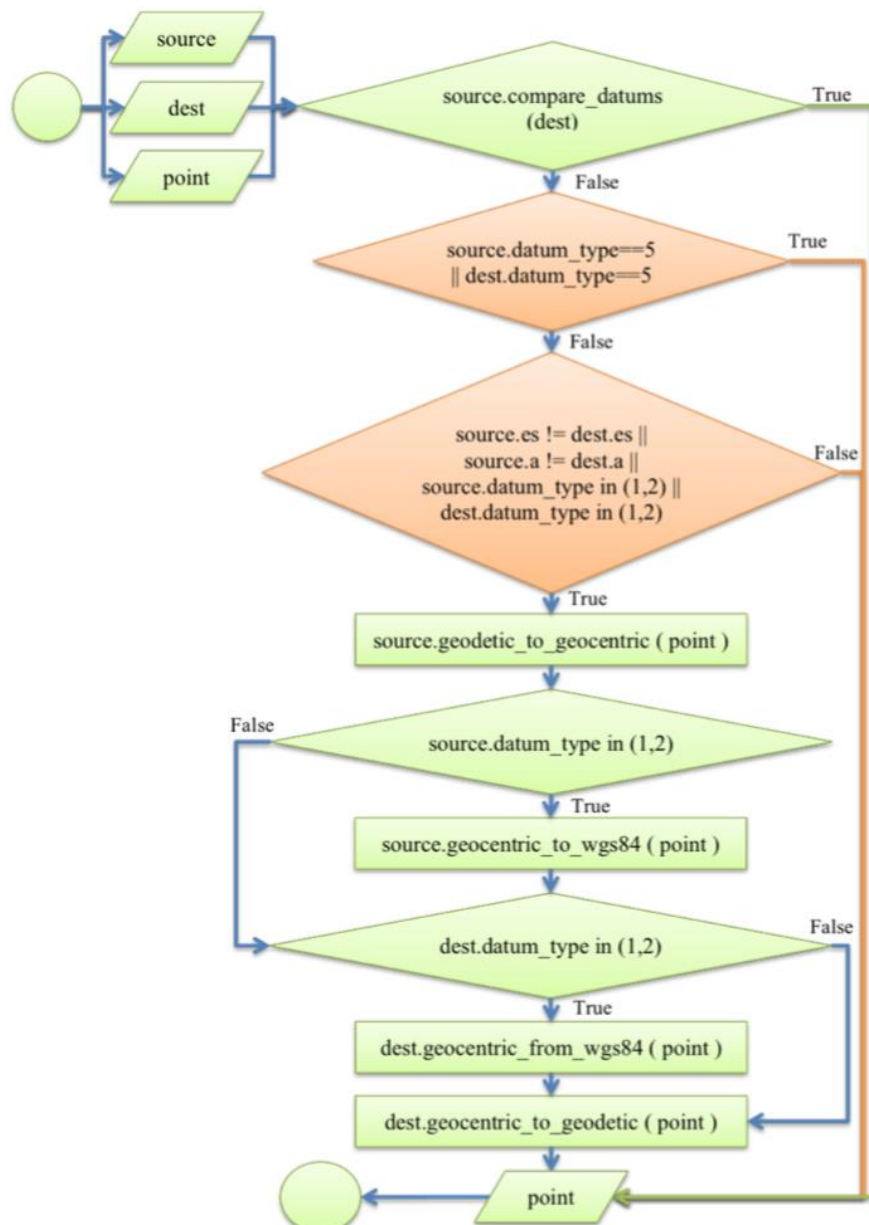 source
dest
point
source.compare_datums
(dest)
True
False
source.datum_type==5
|| dest.datum_type==5
True
False
source.es != dest.es ||
source.a != dest.a ||
source.datum_type in (1,2) ||
dest.datum_type in (1,2)
False
True
source.geodetic_to_geocentric ( point )
False
source.datum_type in (1,2)
True
source.geocentric_to_wgs84 ( point )
dest.datum_type in (1,2)
False
True
dest.geocentric_from_wgs84 ( point )
dest.geocentric_to_geodetic ( point )
point